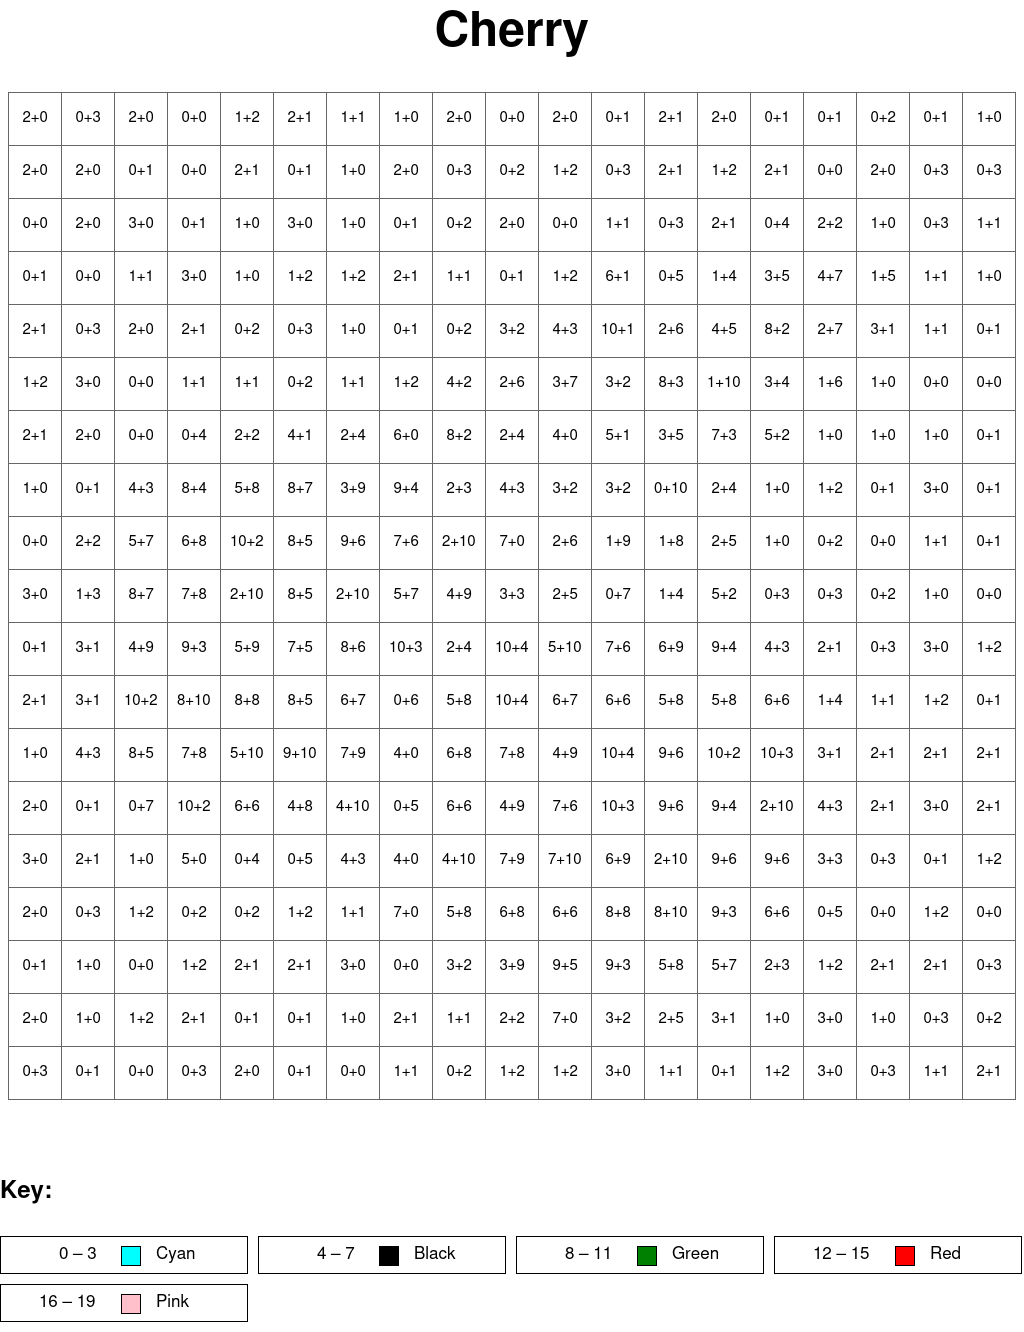 Cherry
2+0 0+3 2+0 0+0 1+2 2+1 1+1 1+0 2+0 0+0 2+0 0+1 2+1 2+0 0+1 0+1 0+2 0+1 1+0
2+0 2+0 0+1 0+0 2+1 0+1 1+0 2+0 0+3 0+2 1+2 0+3 2+1 1+2 2+1 0+0 2+0 0+3 0+3
0+0 2+0 3+0 0+1 1+0 3+0 1+0 0+1 0+2 2+0 0+0 1+1 0+3 2+1 0+4 2+2 1+0 0+3 1+1
0+1 0+0 1+1 3+0 1+0 1+2 1+2 2+1 1+1 0+1 1+2 6+1 0+5 1+4 3+5 4+7 1+5 1+1 1+0
2+1 0+3 2+0 2+1 0+2 0+3 1+0 0+1 0+2 3+2 4+3 10+1 2+6 4+5 8+2 2+7 3+1 1+1 0+1
1+2 3+0 0+0 1+1 1+1 0+2 1+1 1+2 4+2 2+6 3+7 3+2 8+3 1+10 3+4 1+6 1+0 0+0 0+0
2+1 2+0 0+0 0+4 2+2 4+1 2+4 6+0 8+2 2+4 4+0 5+1 3+5 7+3 5+2 1+0 1+0 1+0 0+1
1+0 0+1 4+3 8+4 5+8 8+7 3+9 9+4 2+3 4+3 3+2 3+2 0+10 2+4 1+0 1+2 0+1 3+0 0+1
0+0 2+2 5+7 6+8 10+2 8+5 9+6 7+6 2+10 7+0 2+6 1+9 1+8 2+5 1+0 0+2 0+0 1+1 0+1
3+0 1+3 8+7 7+8 2+10 8+5 2+10 5+7 4+9 3+3 2+5 0+7 1+4 5+2 0+3 0+3 0+2 1+0 0+0
0+1 3+1 4+9 9+3 5+9 7+5 8+6 10+3 2+4 10+4 5+10 7+6 6+9 9+4 4+3 2+1 0+3 3+0 1+2
2+1 3+1 10+2 8+10 8+8 8+5 6+7 0+6 5+8 10+4 6+7 6+6 5+8 5+8 6+6 1+4 1+1 1+2 0+1
1+0 4+3 8+5 7+8 5+10 9+10 7+9 4+0 6+8 7+8 4+9 10+4 9+6 10+2 10+3 3+1 2+1 2+1 2+1
2+0 0+1 0+7 10+2 6+6 4+8 4+10 0+5 6+6 4+9 7+6 10+3 9+6 9+4 2+10 4+3 2+1 3+0 2+1
3+0 2+1 1+0 5+0 0+4 0+5 4+3 4+0 4+10 7+9 7+10 6+9 2+10 9+6 9+6 3+3 0+3 0+1 1+2
2+0 0+3 1+2 0+2 0+2 1+2 1+1 7+0 5+8 6+8 6+6 8+8 8+10 9+3 6+6 0+5 0+0 1+2 0+0
0+1 1+0 0+0 1+2 2+1 2+1 3+0 0+0 3+2 3+9 9+5 9+3 5+8 5+7 2+3 1+2 2+1 2+1 0+3
2+0 1+0 1+2 2+1 0+1 0+1 1+0 2+1 1+1 2+2 7+0 3+2 2+5 3+1 1+0 3+0 1+0 0+3 0+2
0+3 0+1 0+0 0+3 2+0 0+1 0+0 1+1 0+2 1+2 1+2 3+0 1+1 0+1 1+2 3+0 0+3 1+1 2+1
Key:
0 – 3 Cyan 4 – 7 Black 8 – 11 Green 12 – 15 Red
16 – 19 Pink